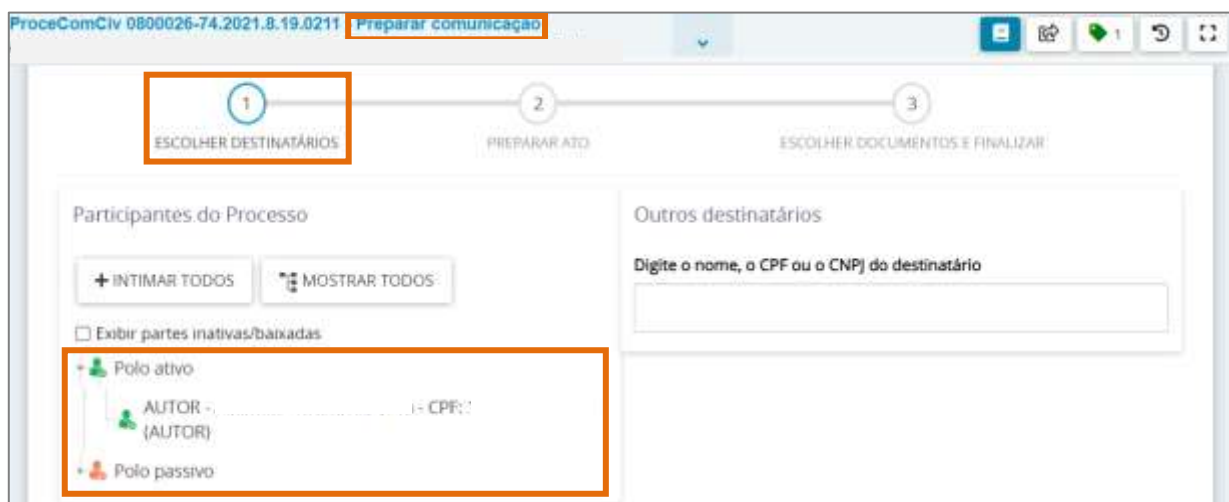 ProceComCiv 0800026-74.2021.8.19.0211 Preparar comunicação
1
1
2
3
ESCOLHER DESTINATÁRIOS
PREPARAR ATO
ESCOLHER DOCUMENTOS E FINALIZAR
Participantes do Processo
Outros destinatários
+ INTIMAR TODOS
MOSTRAR TODOS
Digite o nome, o CPF ou o CNPJ do destinatário
Exibir partes inativas/baixadas
Polo ativo
AUTOR - - CPF:
(AUTOR)
Polo passivo